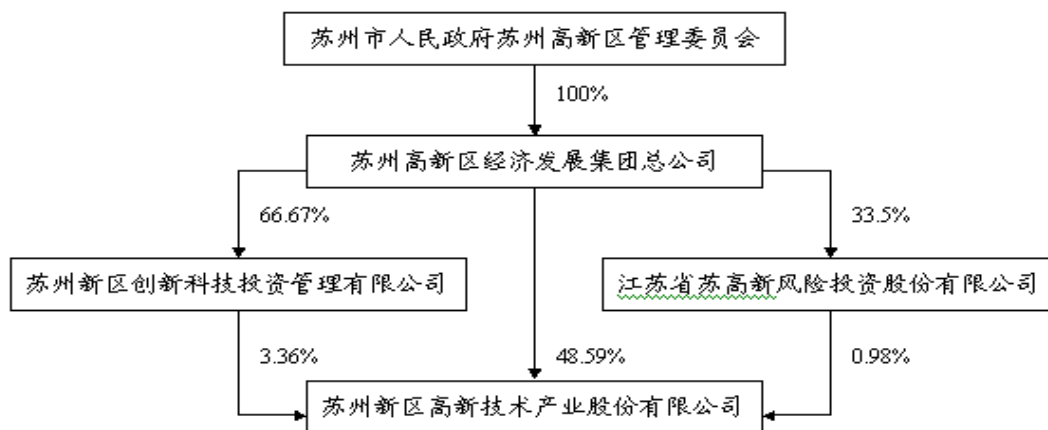 苏州市人民政府苏州高新区管理委员会
100%
苏州高新区经济发展集团总公司
66.67%
33.5%
苏州新区创新科技投资管理有限公司
江苏省苏高新风险投资股份有限公司
3.36%
48.59%
0.98%
苏州新区高新技术产业股份有限公司